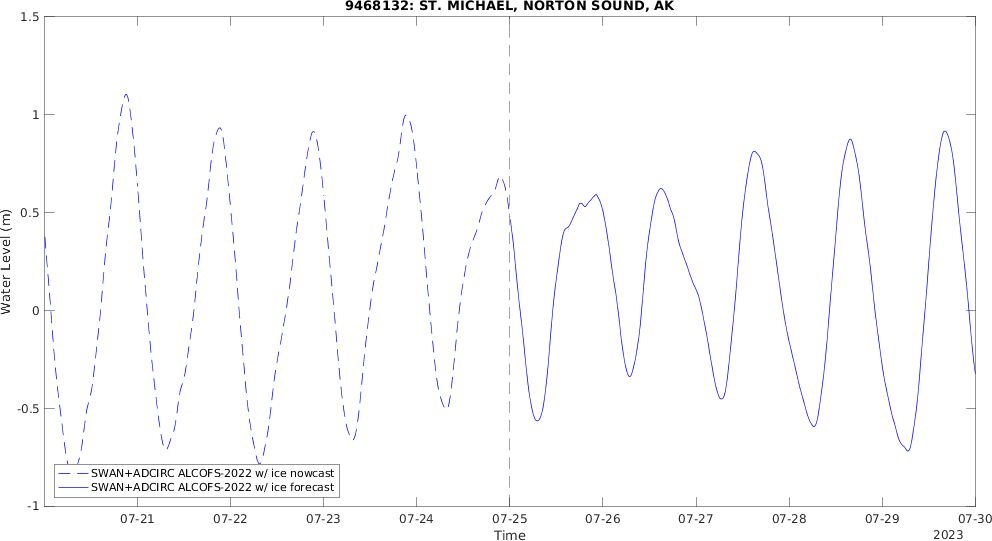 9468132: ST. MICHAEL, NORTON SOUND, AK
1.5
1
0.5
0
-0.5
-1
Water Level (m)
SWAN+ADCIRC ALCOFS-2022 w/ ice nowcast
SWAN+ADCIRC ALCOFS-2022 w/ ice forecast
07-21 07-22 07-23 07-24 07-25 07-26 07-27 07-28 07-29 07-30
Time
2023